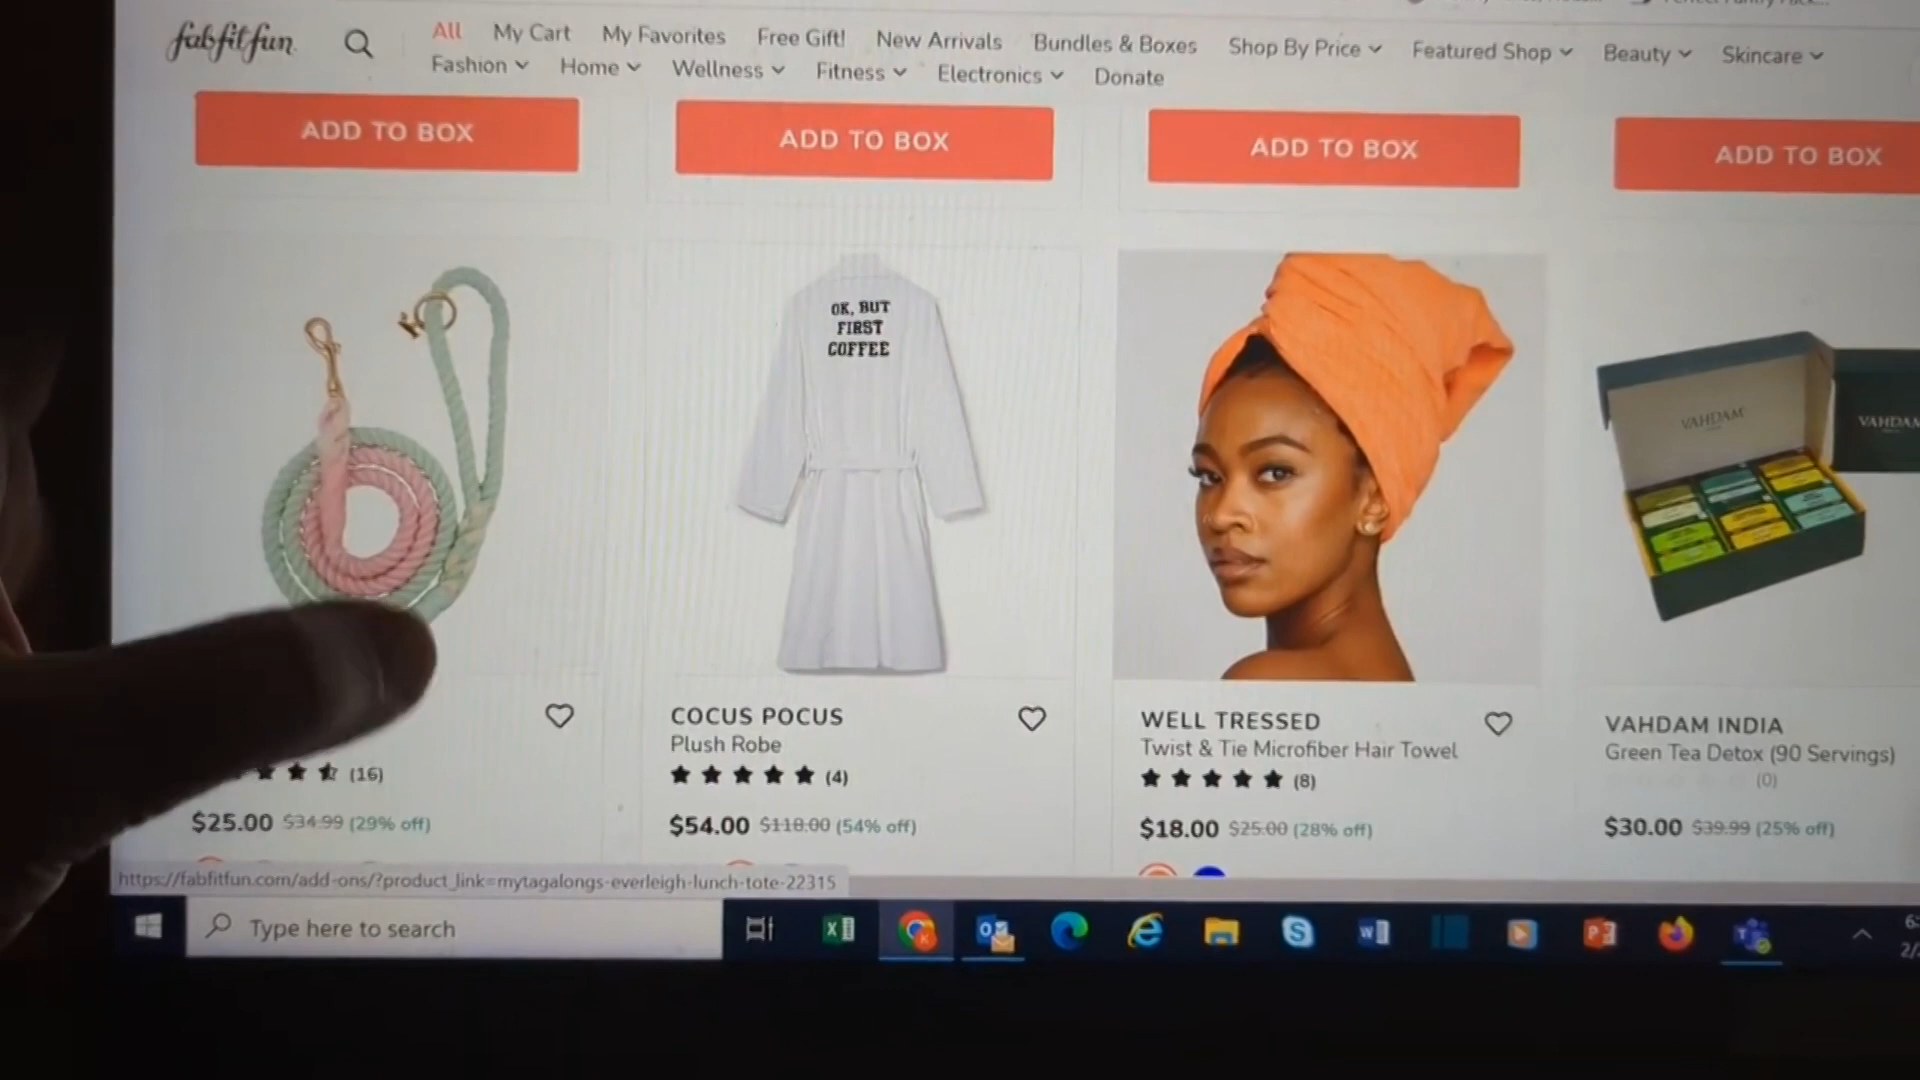 fabfitfun
All My Cart My Favorites Free Gift! New Arrivals Bundles & Boxes Shop By Price Featured Shop Beauty Skincare
Fashion Home Wellness Fitness Electronics Donate
ADD TO BOX ADD TO BOX ADD TO BOX ADD TO BOX
OK, BUT
FIRST
COFFEE
VAHDAM
VAHDAM
COCUS POCUS
Plush Robe
(4)
WELL TRESSED
Twist & Tie Microfiber Hair Towel
(8)
VAHDAM INDIA
Green Tea Detox (90 Servings)
(0)
(16)
$25.00 $34.99 (29% off)
$54.00 $118.00 (54% off)
$18.00 $25.00 (28% off)
$30.00 $39.99 (25% off)
https://fabfitfun.com/add-ons/?product_link=mytagalongs-everleigh-lunch-tote-22315
Type here to search